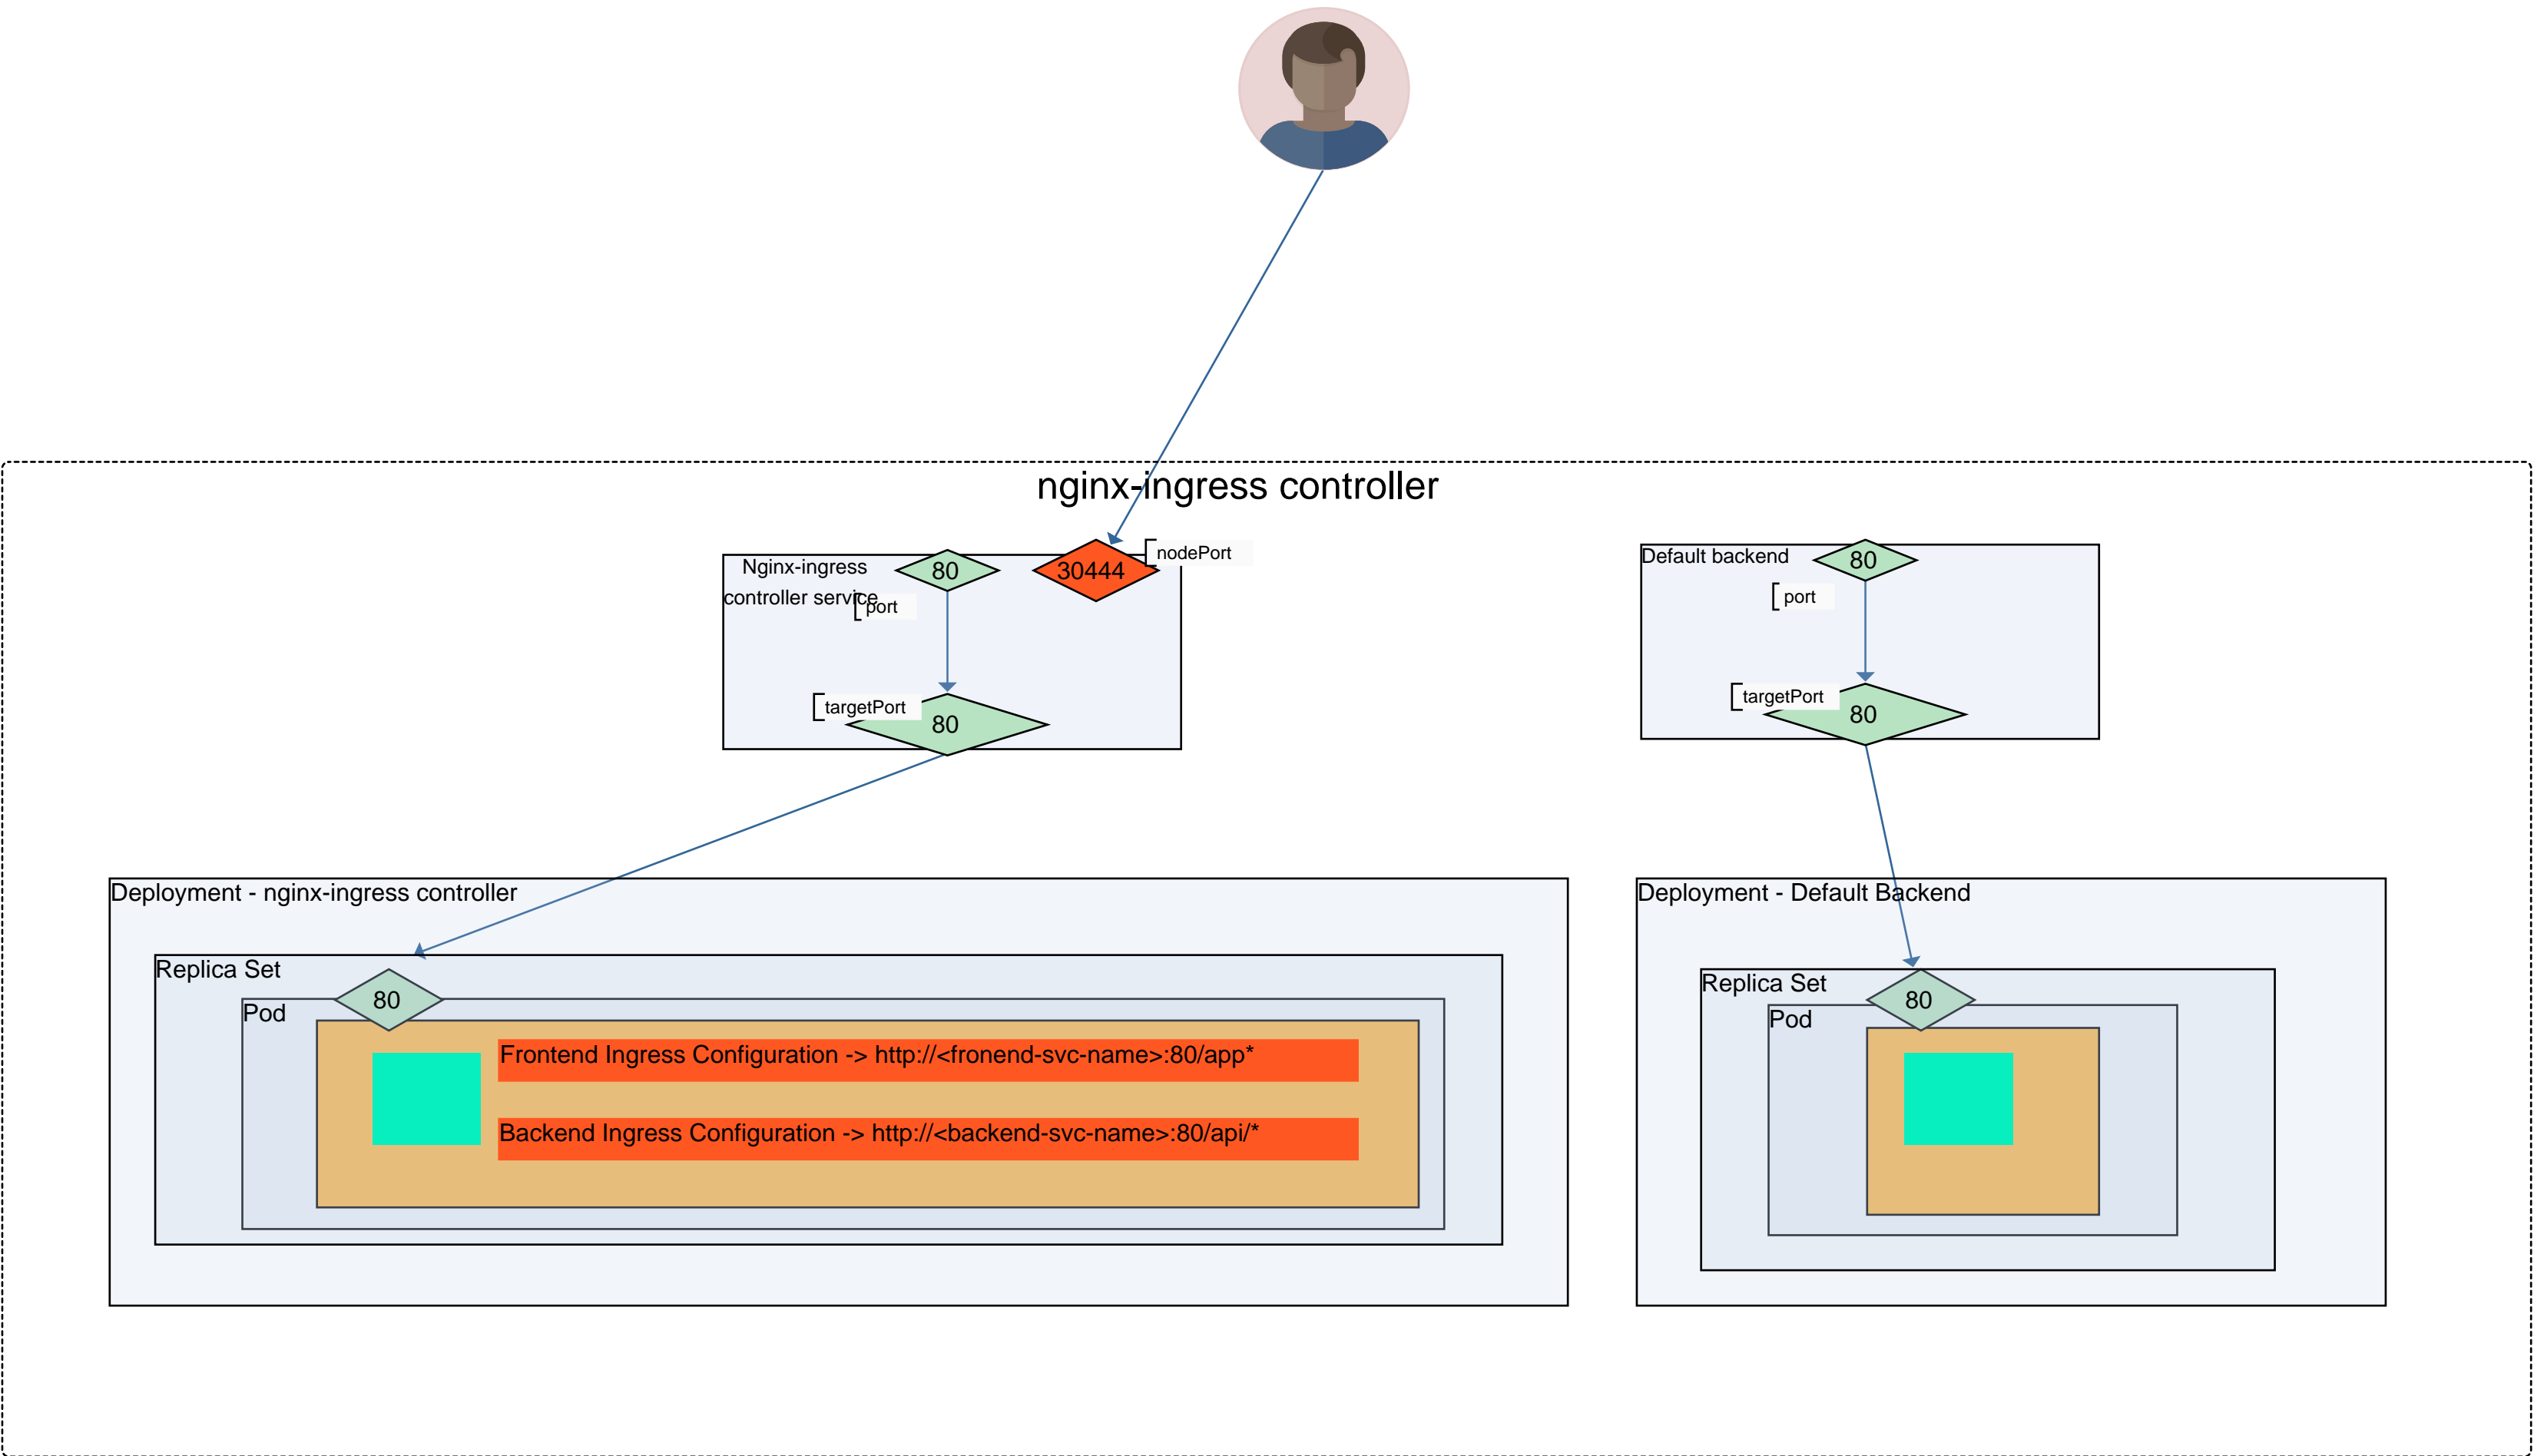 nginx-ingress controller
Nginx-ingress
controller service
80
30444
nodePort
port
targetPort
80
Default backend
80
port
targetPort
80
Deployment - nginx-ingress controller
Replica Set
80
Pod
Frontend Ingress Configuration -> http://<fronend-svc-name>:80/app*
Backend Ingress Configuration -> http://<backend-svc-name>:80/api/*
Deployment - Default Backend
Replica Set
80
Pod